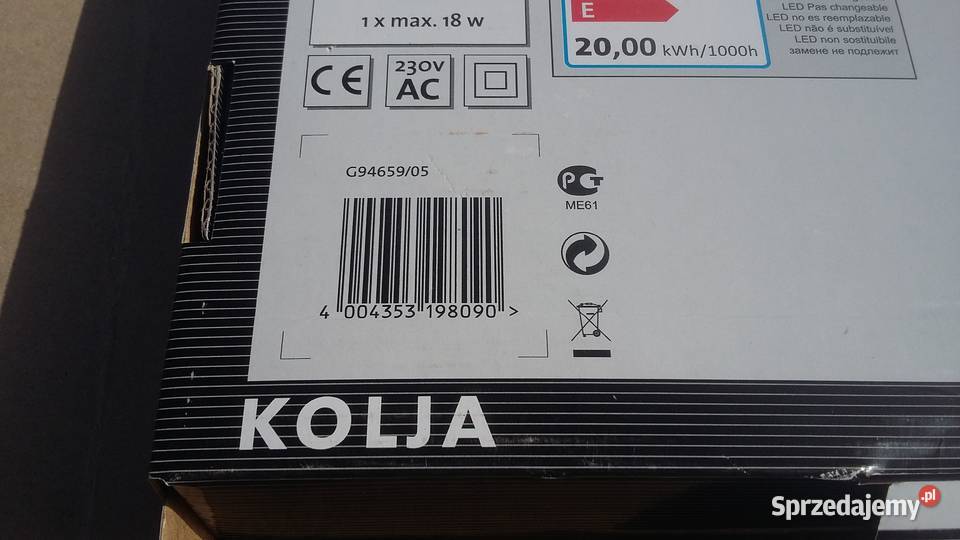 1 x max. 18 w
E
20,00 kWh/1000h
LED Pas changeable
LED no es reemplazable
LED não é substituível
LED non sostituibile
замене не подлежит
CE
230V
AC
G94659/05
4 004353 198090 >
РСТ
ME61
KOLJA
Sprzedajemy.pl